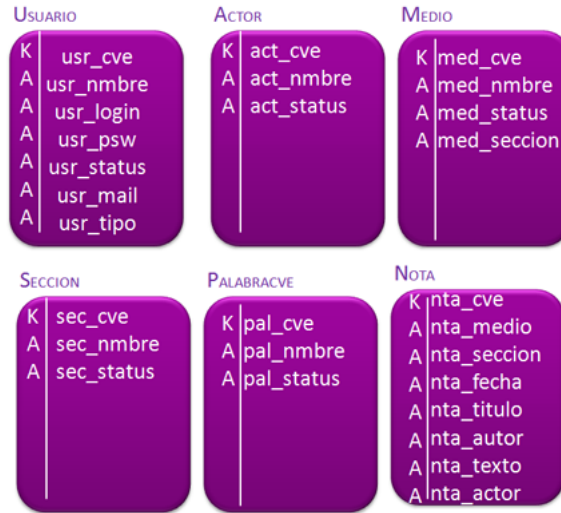 USUARIO
K usr_cve
A usr_nmbre
A usr_login
A usr_psw
A usr_status
A usr_mail
A usr_tipo
ACTOR
K act_cve
A act_nmbre
A act_status
MEDIO
K med_cve
A med_nmbre
A med_status
A med_seccion
SECCION
K sec_cve
A sec_nmbre
A sec_status
PALABRACVE
K pal_cve
A pal_nmbre
A pal_status
NOTA
K nta_cve
A nta_medio
A nta_seccion
A nta_fecha
A nta_titulo
A nta_autor
A nta_texto
A nta_actor